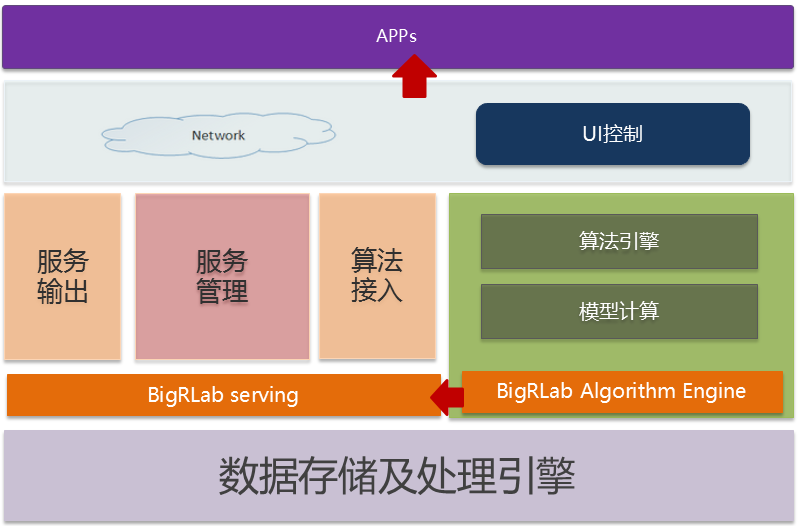 APPs
Network
UI控制
服务
输出
服务
管理
算法
接入
算法引擎
模型计算
BigRLab serving
BigRLab Algorithm Engine
数据存储及处理引擎